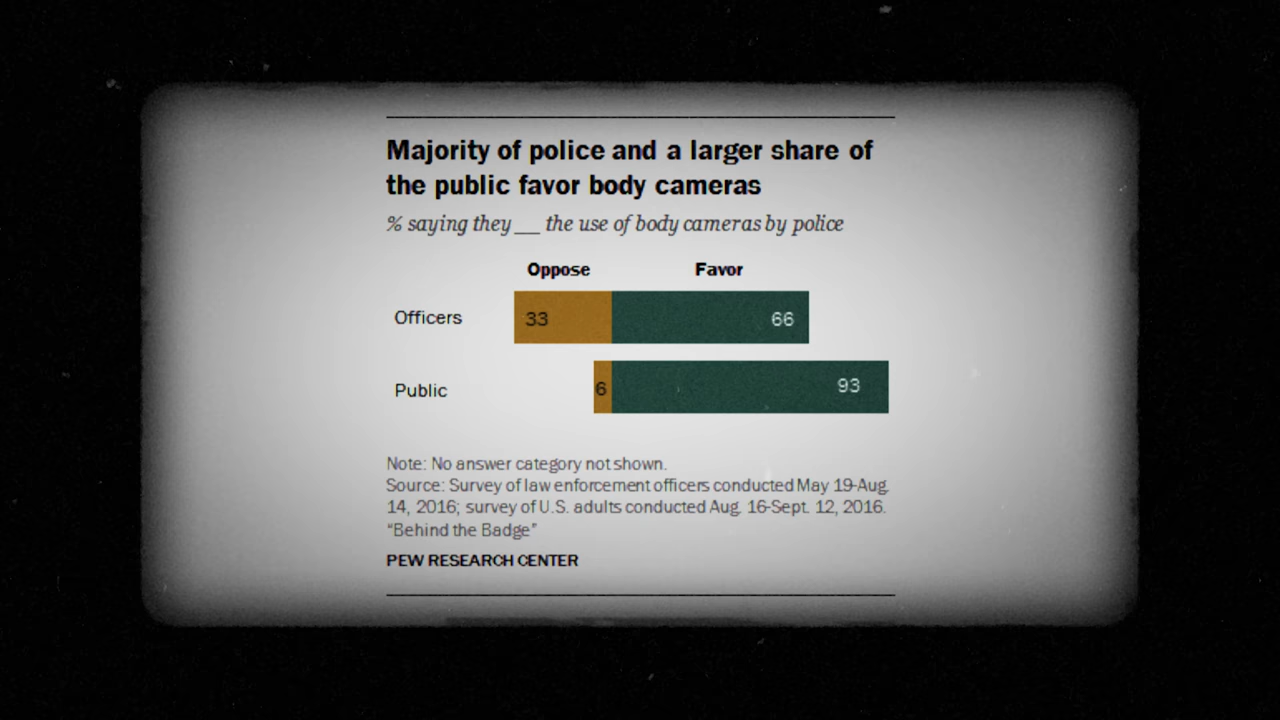 Majority of police and a larger share of
the public favor body cameras
% saying they __ the use of body cameras by police
Oppose Favor
Officers 33 66
Public 6 93
Note: No answer category not shown.
Source: Survey of law enforcement officers conducted May 19-Aug.
14, 2016; survey of U.S. adults conducted Aug. 16-Sept. 12, 2016.
“Behind the Badge”
PEW RESEARCH CENTER